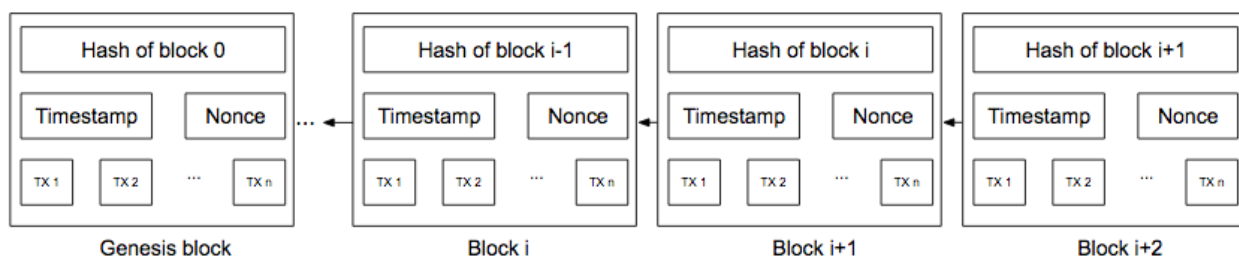 Hash of block 0
Timestamp Nonce
TX 1 TX 2 ... TX n
Genesis block
...
Hash of block i-1
Timestamp Nonce
TX 1 TX 2 ... TX n
Block i
Hash of block i
Timestamp Nonce
TX 1 TX 2 ... TX n
Block i+1
Hash of block i+1
Timestamp Nonce
TX 1 TX 2 ... TX n
Block i+2